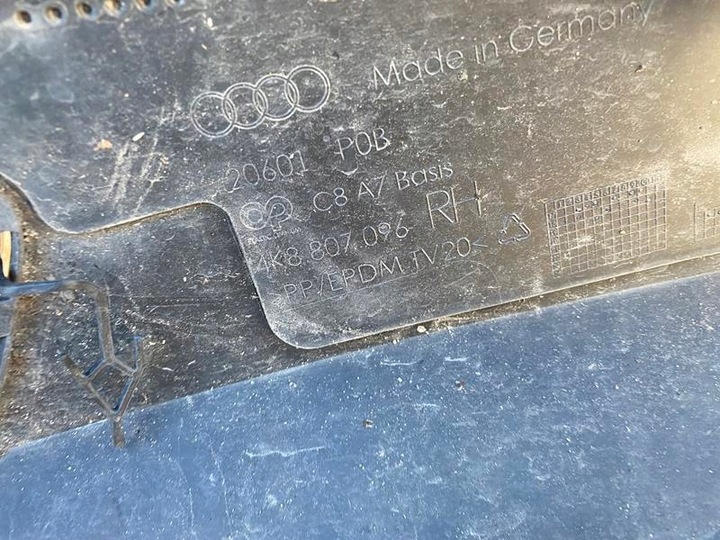 Made in Germany
20601 P0B
C8 A7 Basis
4K8.807.096 RH
>PP/EPDM TV20<